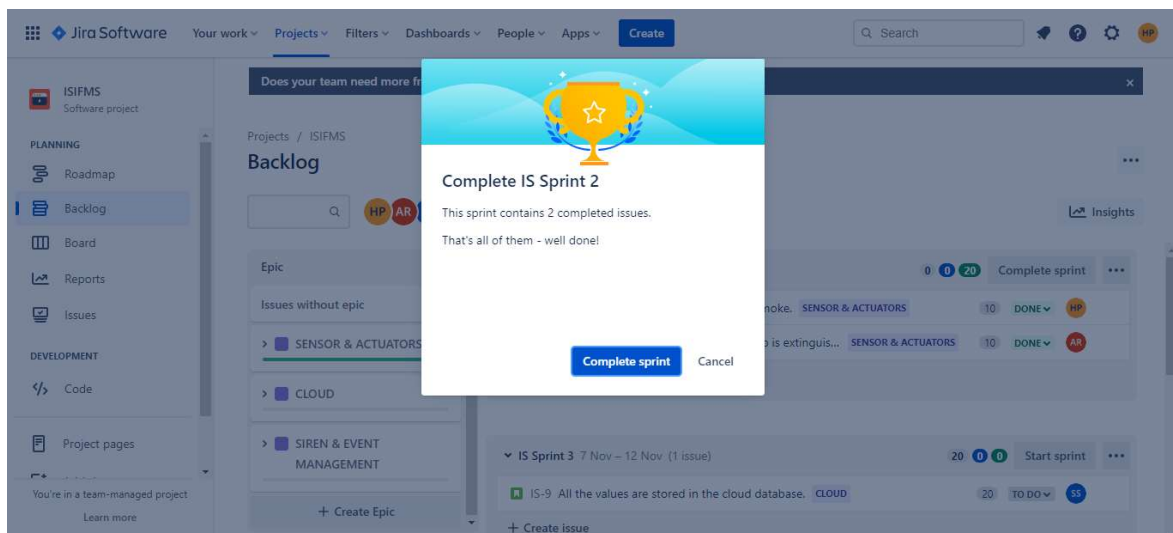 Jira Software Your work Projects Filters Dashboards People Apps Create Search HP
Does your team need more
ISIFMS
Software project
PLANNING
Roadmap
Backlog
Board
Reports
Issues
DEVELOPMENT
Code
Project pages
You're in a team-managed project
Learn more
Projects / ISIFMS
Backlog
HP AR
Insights
Epic
Issues without epic
SENSOR & ACTUATORS
CLOUD
SIREN & EVENT
MANAGEMENT
+ Create Epic
Complete IS Sprint 2
This sprint contains 2 completed issues.
That's all of them - well done!
Complete sprint Cancel
0 0 20 Complete sprint
SENSOR & ACTUATORS 10 DONE HP
is extinguis... SENSOR & ACTUATORS 10 DONE AR
IS Sprint 3 7 Nov – 12 Nov (1 issue) 20 0 0 Start sprint
IS-9 All the values are stored in the cloud database. CLOUD 20 TO DO SS
+ Create issue